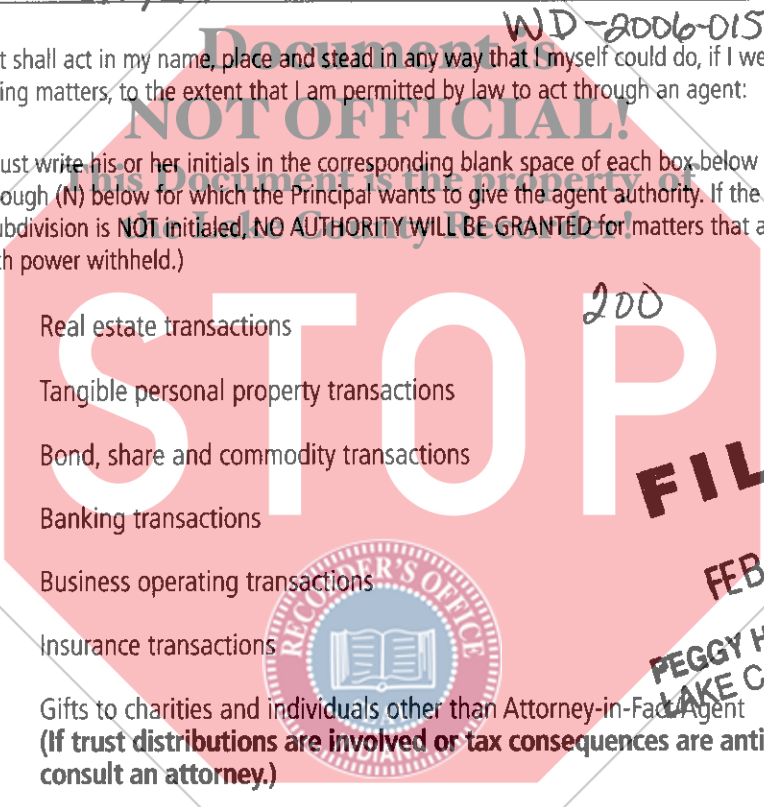 WD-2006-015
t shall act in my name, place and stead in any way that I myself could do, if I we
ing matters, to the extent that I am permitted by law to act through an agent:
Document is
NOT OFFICIAL!
This Document is the property of
the Lake County Recorder!
ust write his or her initials in the corresponding blank space of each box below
ough (N) below for which the Principal wants to give the agent authority. If the
ubdivision is NOT initialed, NO AUTHORITY WILL BE GRANTED for matters that a
th power withheld.)
200
STOP
Real estate transactions
Tangible personal property transactions
Bond, share and commodity transactions
FIL
Banking transactions
Business operating transactions
FEB
RECORDER'S OFFICE
Insurance transactions
PEGGY H
LAKE C
Gifts to charities and individuals other than Attorney-in-Fact/Agent
(If trust distributions are involved or tax consequences are anti
consult an attorney.)